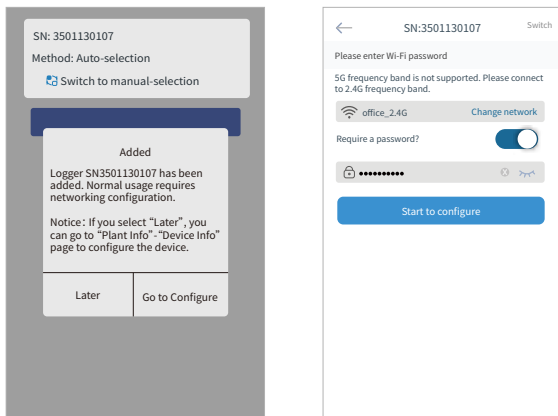 SN: 3501130107
Method: Auto-selection
Switch to manual-selection
Added
Logger SN3501130107 has been
added. Normal usage requires
networking configuration.
Notice: If you select “Later”, you
can go to “Plant Info”-“Device Info”
page to configure the device.
Later
Go to Configure
SN:3501130107
Switch
Please enter Wi-Fi password
5G frequency band is not supported. Please connect
to 2.4G frequency band.
office_2.4G
Change network
Require a password?
••••••••••
Start to configure